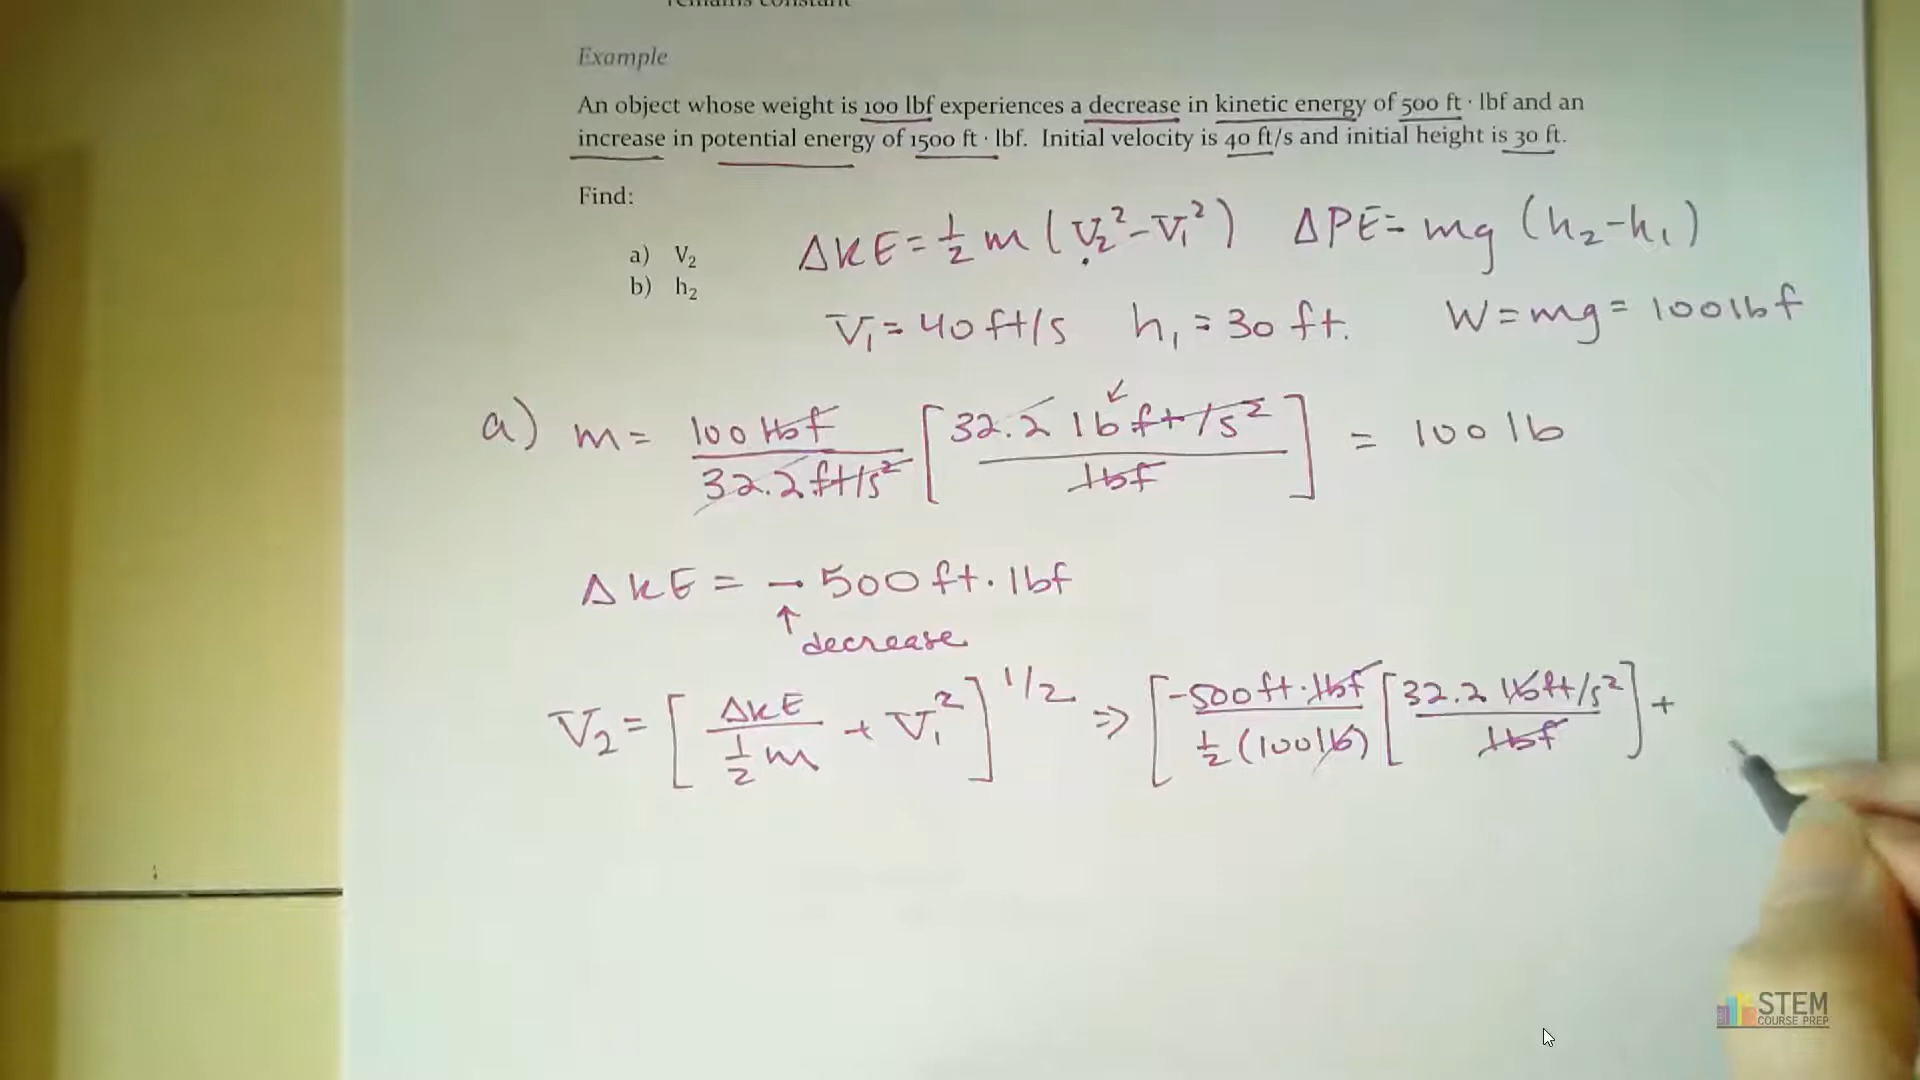 remains constant
Example
An object whose weight is 100 lbf experiences a decrease in kinetic energy of 500 ft · lbf and an
increase in potential energy of 1500 ft · lbf. Initial velocity is 40 ft/s and initial height is 30 ft.
Find:
a) V₂
b) h₂
ΔKE = ½ m (V₂² - V₁²) ΔPE = mg (h₂ - h₁)
V₁ = 40 ft/s h₁ = 30 ft. W = mg = 100 lbf
a) m = 100 lbf / 32.2 ft/s² [32.2 lb ft/s² / lbf] = 100 lb
ΔKE = - 500 ft · lbf
↑ decrease
V₂ = [ΔKE / ½ m + V₁²]^1/2 ⇒ [-500 ft · lbf / ½ (100 lb) [32.2 lb ft/s² / lbf] +
STEM
COURSE PREP